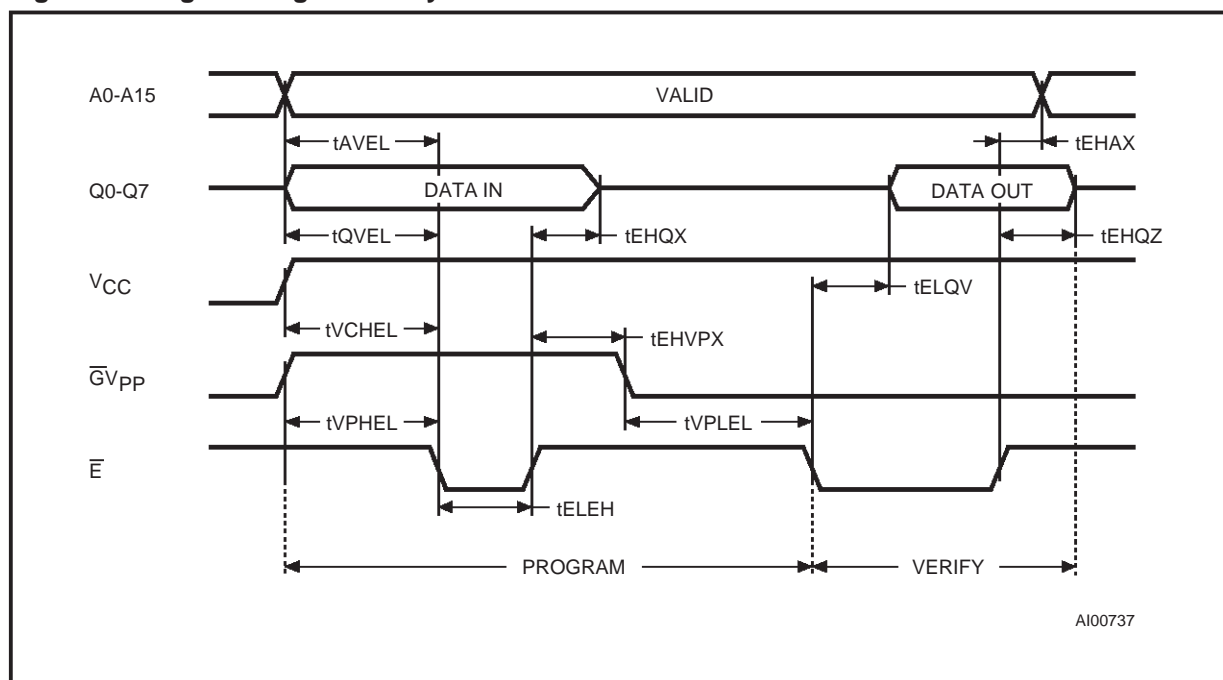 A0-A15
VALID
tAVEL
tEHAX
Q0-Q7
DATA IN
DATA OUT
tQVEL
tEHQX
tEHQZ
VCC
tELQV
tVCHEL
tEHVPX
G̅VPP
tVPHEL
tVPLEL
E̅
tELEH
PROGRAM
VERIFY
AI00737